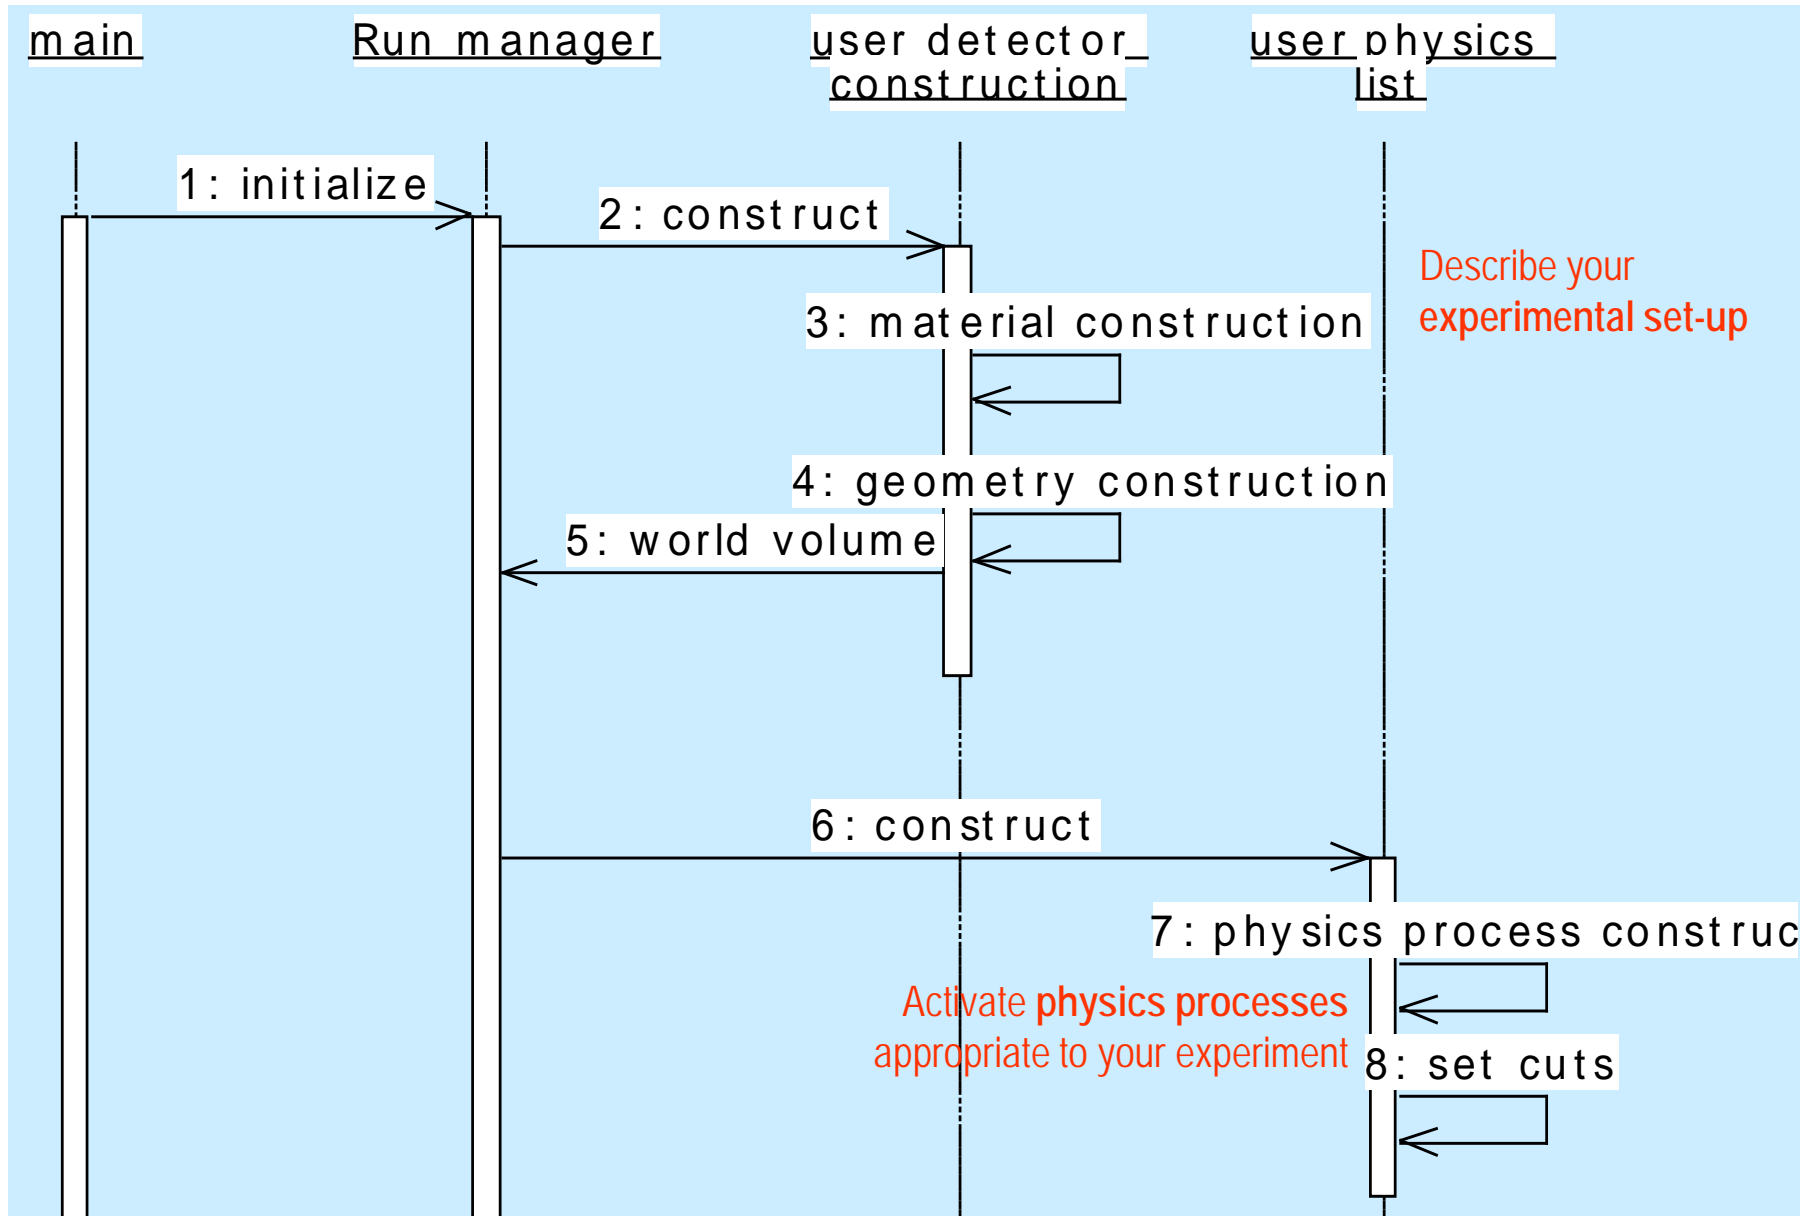 main
Run manager
user detector
construction
user physics
list
1: initialize
2: construct
Describe your
experimental set-up
3: material construction
4: geometry construction
5: world volume
6: construct
7: physics process construc
Activate physics processes
appropriate to your experiment
8: set cuts